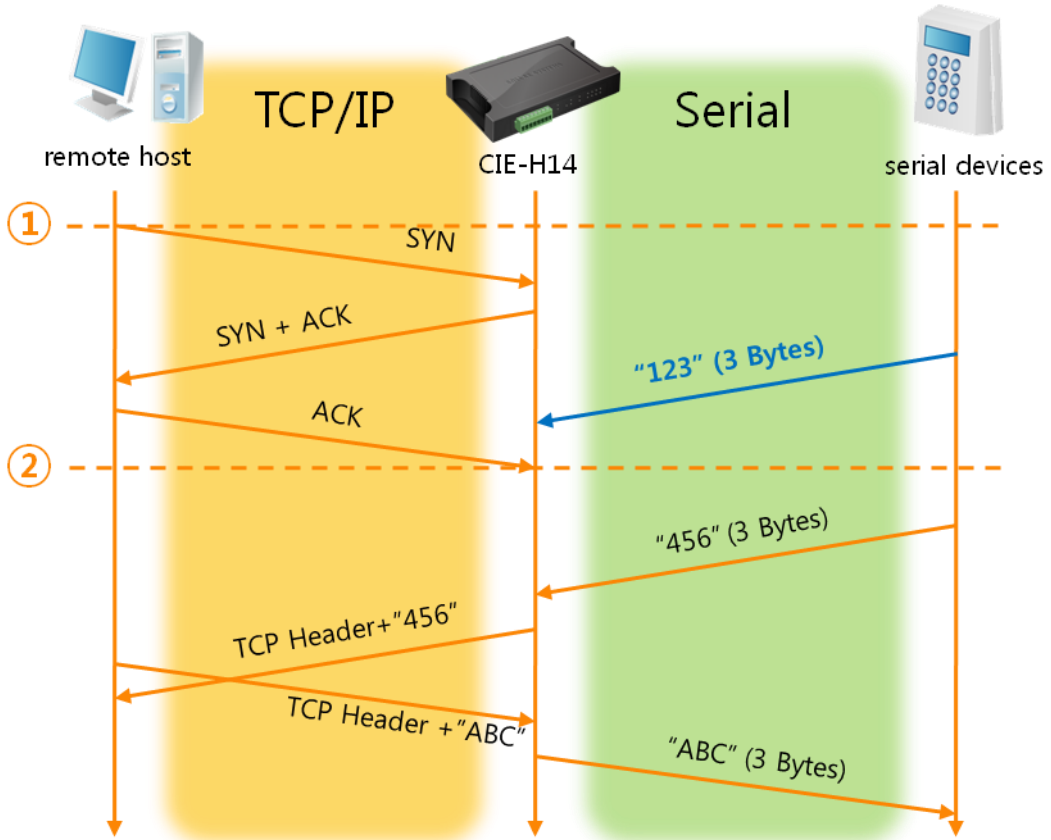 TCP/IP
Serial
remote host
CIE-H14
serial devices
①
SYN
SYN + ACK
“123” (3 Bytes)
ACK
②
“456” (3 Bytes)
TCP Header+“456”
TCP Header +“ABC”
“ABC” (3 Bytes)